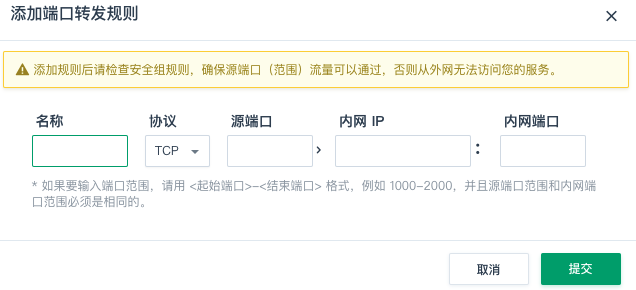 添加端口转发规则
添加规则后请检查安全组规则，确保源端口（范围）流量可以通过，否则从外网无法访问您的服务。
名称 协议 源端口 内网 IP 内网端口
TCP › :
* 如果要输入端口范围，请用 <起始端口>-<结束端口> 格式，例如 1000-2000，并且源端口范围和内网端
口范围必须是相同的。
取消 提交